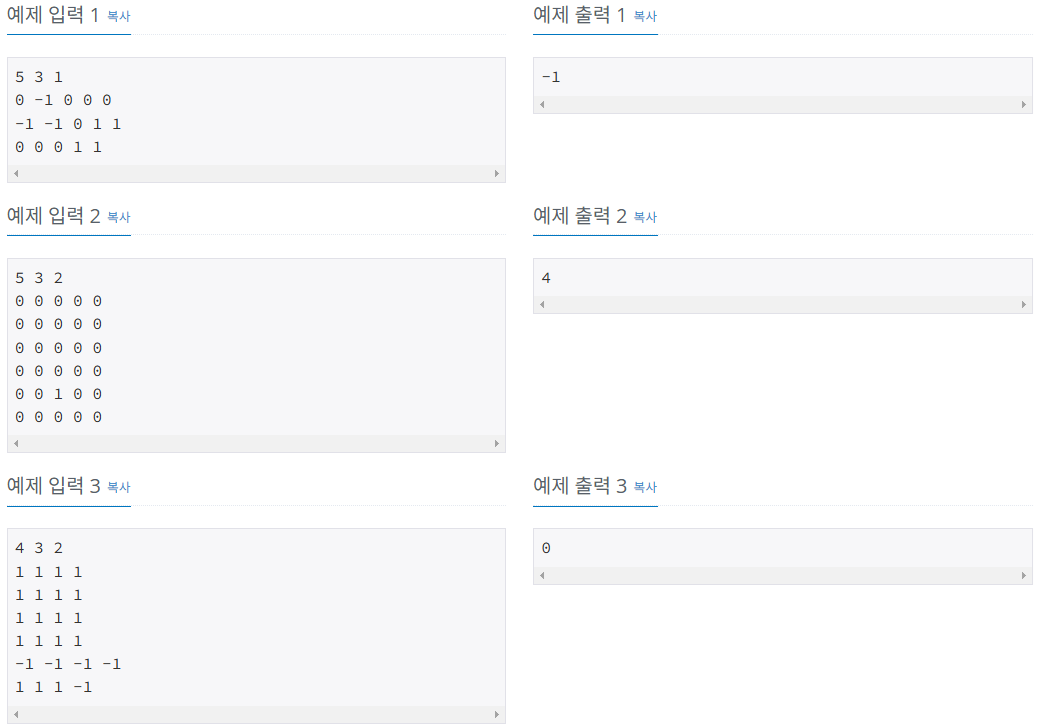 예제 입력 1 복사
5 3 1
0 -1 0 0 0
-1 -1 0 1 1
0 0 0 1 1
예제 출력 1 복사
-1
예제 입력 2 복사
5 3 2
0 0 0 0 0
0 0 0 0 0
0 0 0 0 0
0 0 0 0 0
0 0 1 0 0
0 0 0 0 0
예제 출력 2 복사
4
예제 입력 3 복사
4 3 2
1 1 1 1
1 1 1 1
1 1 1 1
1 1 1 1
-1 -1 -1 -1
1 1 1 -1
예제 출력 3 복사
0